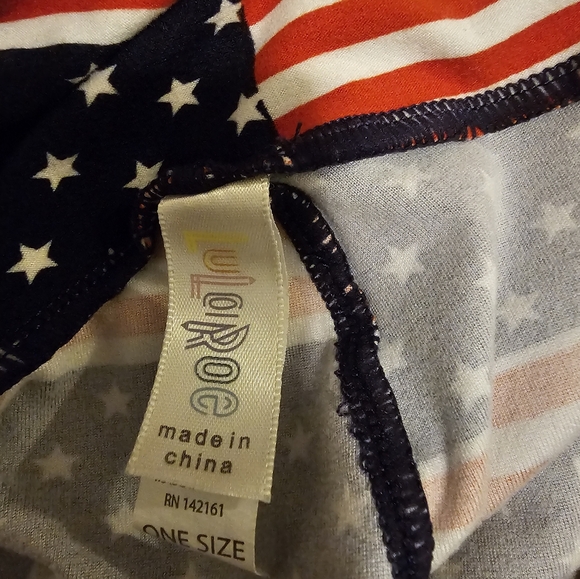 LuLaRoe
made in
china
RN 142161
ONE SIZE